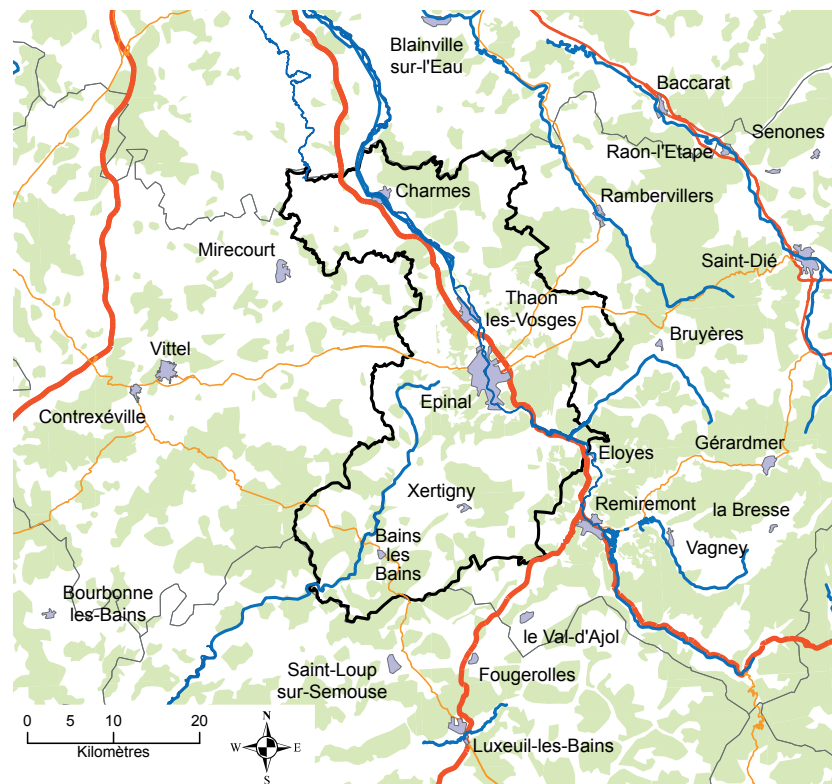 Blainville
sur-l'Eau
Baccarat
Senones
Raon-l'Etape
Charmes
Rambervillers
Mirecourt
Saint-Dié
Thaon
les-Vosges
Bruyères
Vittel
Contrexéville
Epinal
Gérardmer
Eloyes
Xertigny
Remiremont
la Bresse
Vagney
Bains
les
Bains
Bourbonne
les-Bains
le Val-d'Ajol
Saint-Loup
sur-Semouse
Fougerolles
Luxeuil-les-Bains
0 5 10 20
Kilomètres
N
W E
S